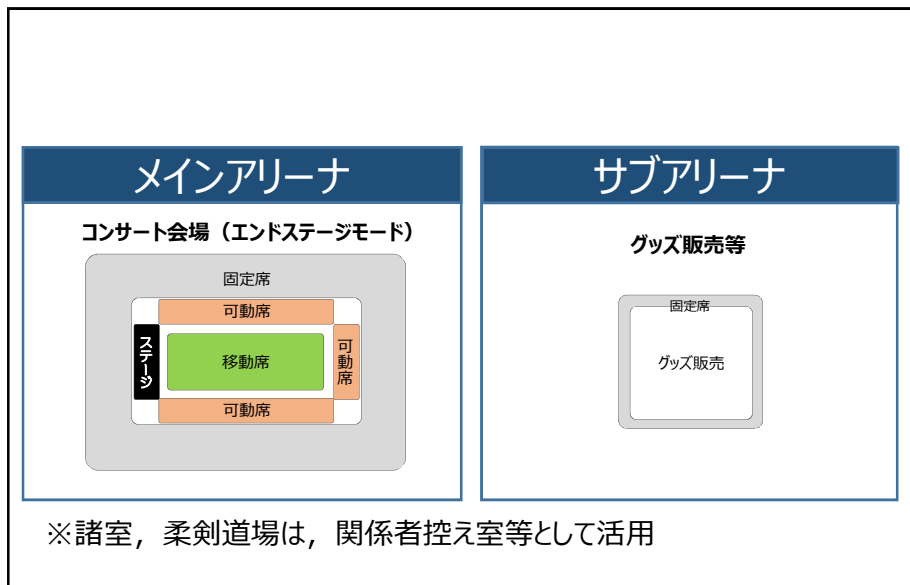 メインアリーナ
コンサート会場（エンドステージモード）
固定席
可動席
ステージ
移動席
可動席
可動席
サブアリーナ
グッズ販売等
固定席
グッズ販売
※諸室，柔剣道場は，関係者控え室等として活用